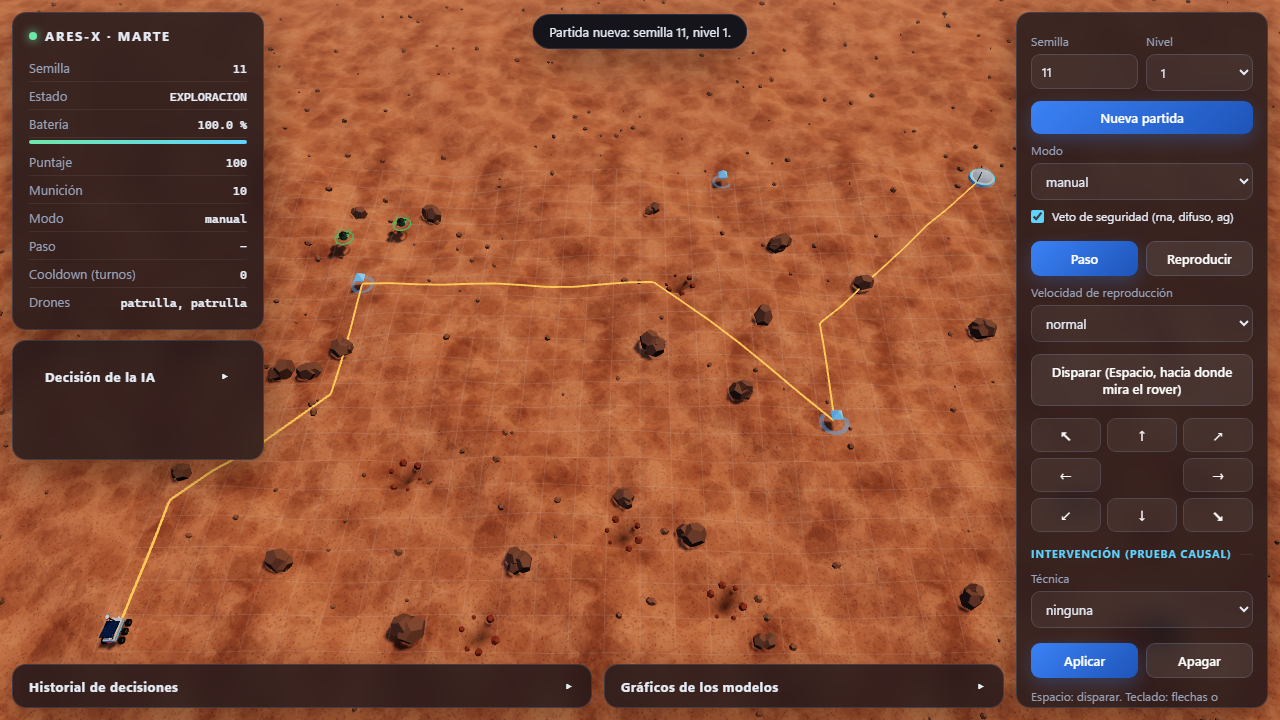 ARES-X · MARTE
Semilla 11
Estado EXPLORACION
Batería 100.0 %
Puntaje 100
Munición 10
Modo manual
Paso –
Cooldown (turnos) 0
Drones patrulla, patrulla
Decisión de la IA
Partida nueva: semilla 11, nivel 1.
Semilla Nivel
11 1
Nueva partida
Modo
manual
Veto de seguridad (rna, difuso, ag)
Paso Reproducir
Velocidad de reproducción
normal
Disparar (Espacio, hacia donde
mira el rover)
↖ ↑ ↗
← →
↙ ↓ ↘
INTERVENCIÓN (PRUEBA CAUSAL)
Técnica
ninguna
Aplicar Apagar
Espacio: disparar. Teclado: flechas o
Historial de decisiones
Gráficos de los modelos